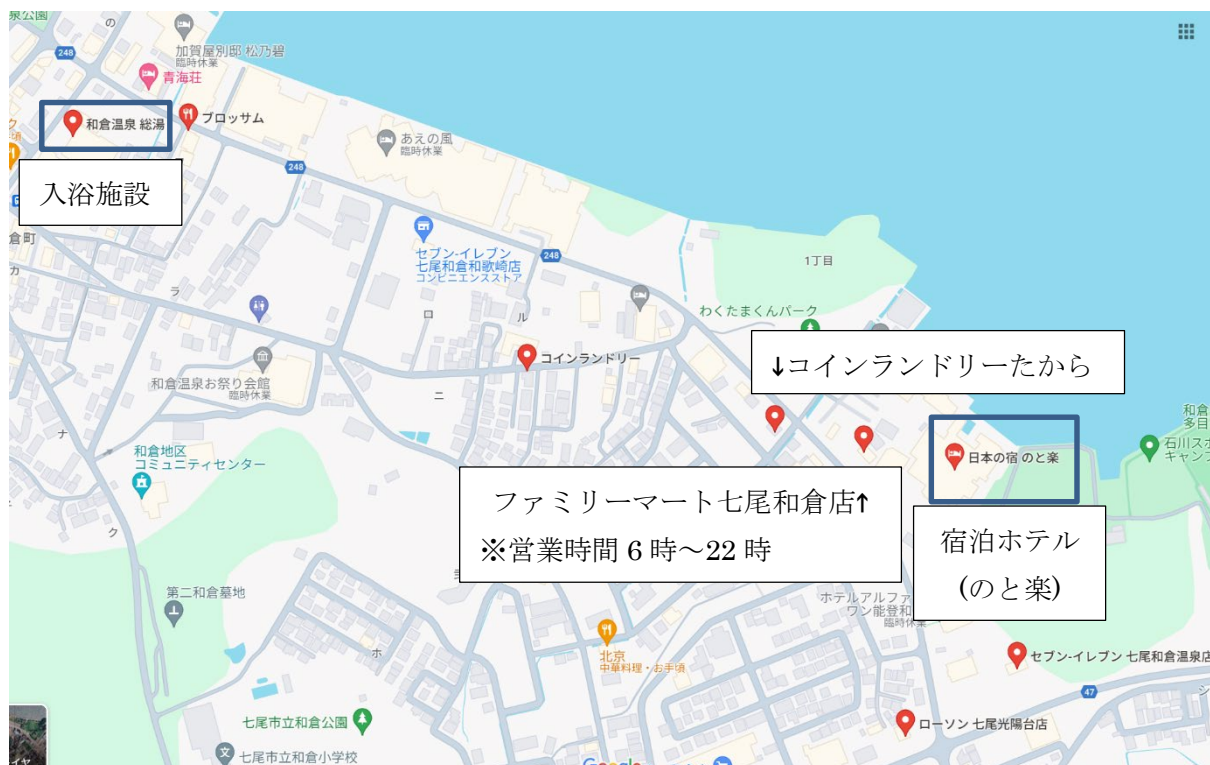 泉公園
の
248
加賀屋別邸 松乃碧
臨時休業
青海荘
和倉温泉 総湯
ブロッサム
入浴施設
あえの風
臨時休業
248
倉町
カ
ラ
セブン-イレブン
七尾和倉和歌崎店
コンビニエンスストア
248
1丁目
ロ
ル
わくたまくんパーク
コインランドリー
↓コインランドリーたから
和倉温泉お祭り会館
臨時休業
ニ
ナ
和倉地区
コミュニティセンター
和倉
多目
石川スポ
キャンプ
日本の宿 のと楽
ファミリーマート七尾和倉店↑
※営業時間 6 時~22 時
宿泊ホテル
(のと楽)
ク
第二和倉墓地
ホテルアルファ
ワン能登和
臨時休業
ホ
北京
中華料理・お手頃
セブン-イレブン 七尾和倉温泉店
47
シ
七尾市立和倉公園
ローソン 七尾光陽台店
七尾市立和倉小学校
イヤ
Google